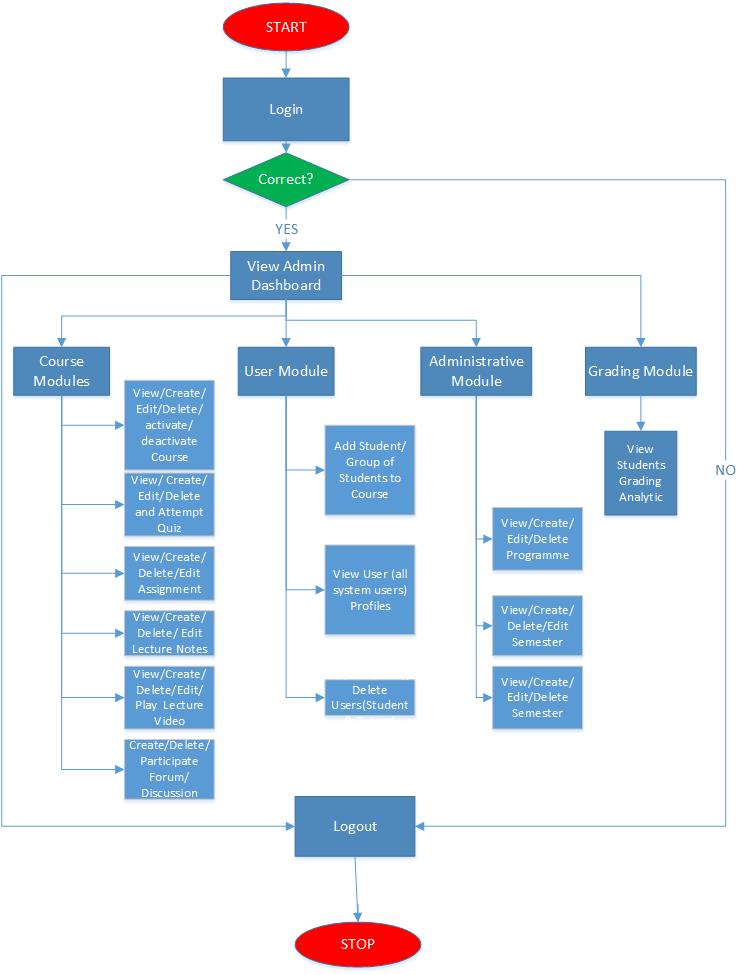 START
Login
Correct?
YES
View Admin
Dashboard
Course
Modules
User Module
Administrative
Module
Grading Module
View/Create/
Edit/Delete/
activate/
deactivate
Course
View/ Create/
Edit/Delete
and Attempt
Quiz
View/Create/
Delete/Edit
Assignment
View/Create/
Delete/ Edit
Lecture Notes
View/Create/
Delete/Edit/
Play Lecture
Video
Create/Delete/
Participate
Forum/
Discussion
Add Student/
Group of
Students to
Course
View User (all
system users)
Profiles
Delete
Users(Student
View/Create/
Edit/Delete
Programme
View/Create/
Delete/Edit
Semester
View/Create/
Edit/Delete
Semester
View
Students
Grading
Analytic
NO
Logout
STOP